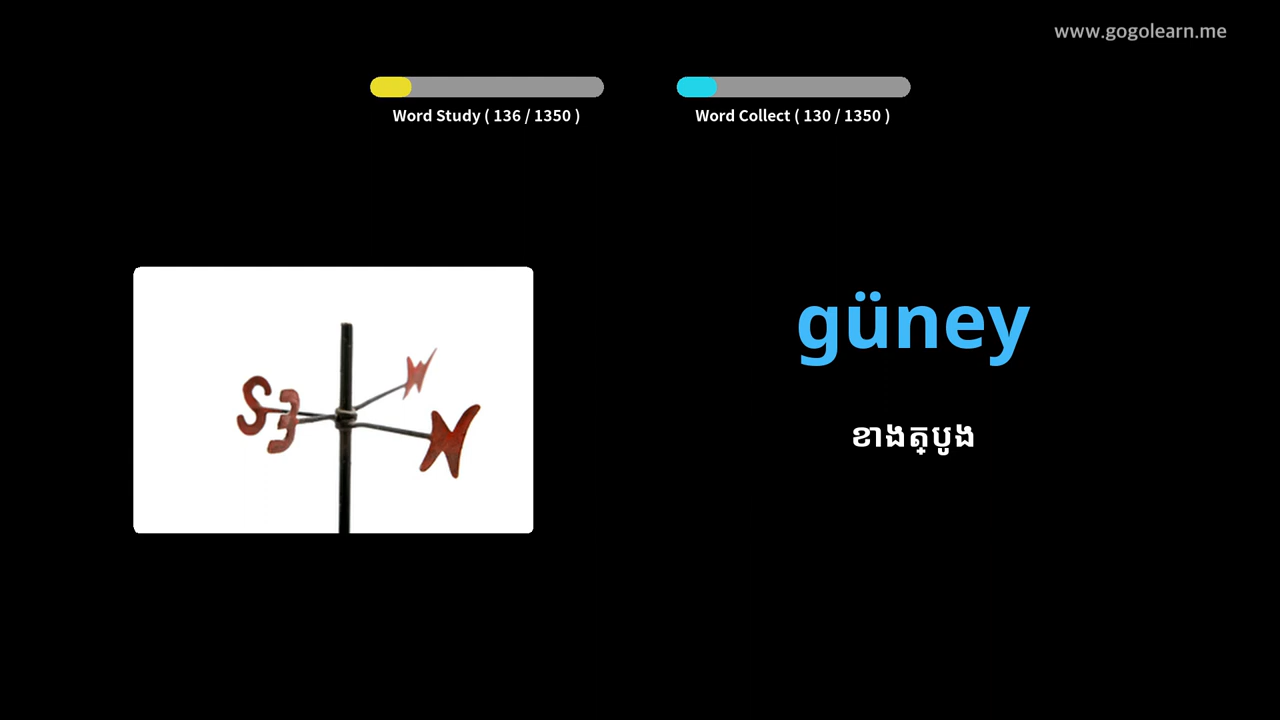 www.gogolearn.me
Word Study ( 136 / 1350 )
Word Collect ( 130 / 1350 )
güney
ខាងត្បូង
S
E
N